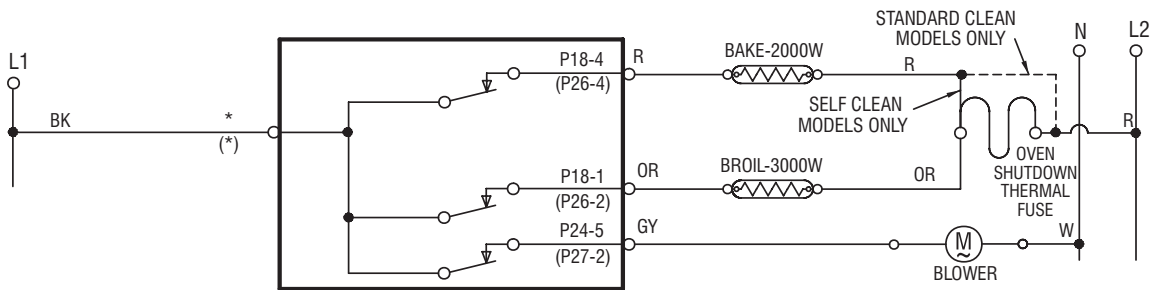 STANDARD CLEAN
MODELS ONLY
N
L2
L1
P18-4
(P26-4)
R
BAKE-2000W
R
SELF CLEAN
MODELS ONLY
BK
*
(*)
R
OVEN
SHUTDOWN
THERMAL
FUSE
P18-1
(P26-2)
OR
BROIL-3000W
OR
P24-5
(P27-2)
GY
M
~
BLOWER
W